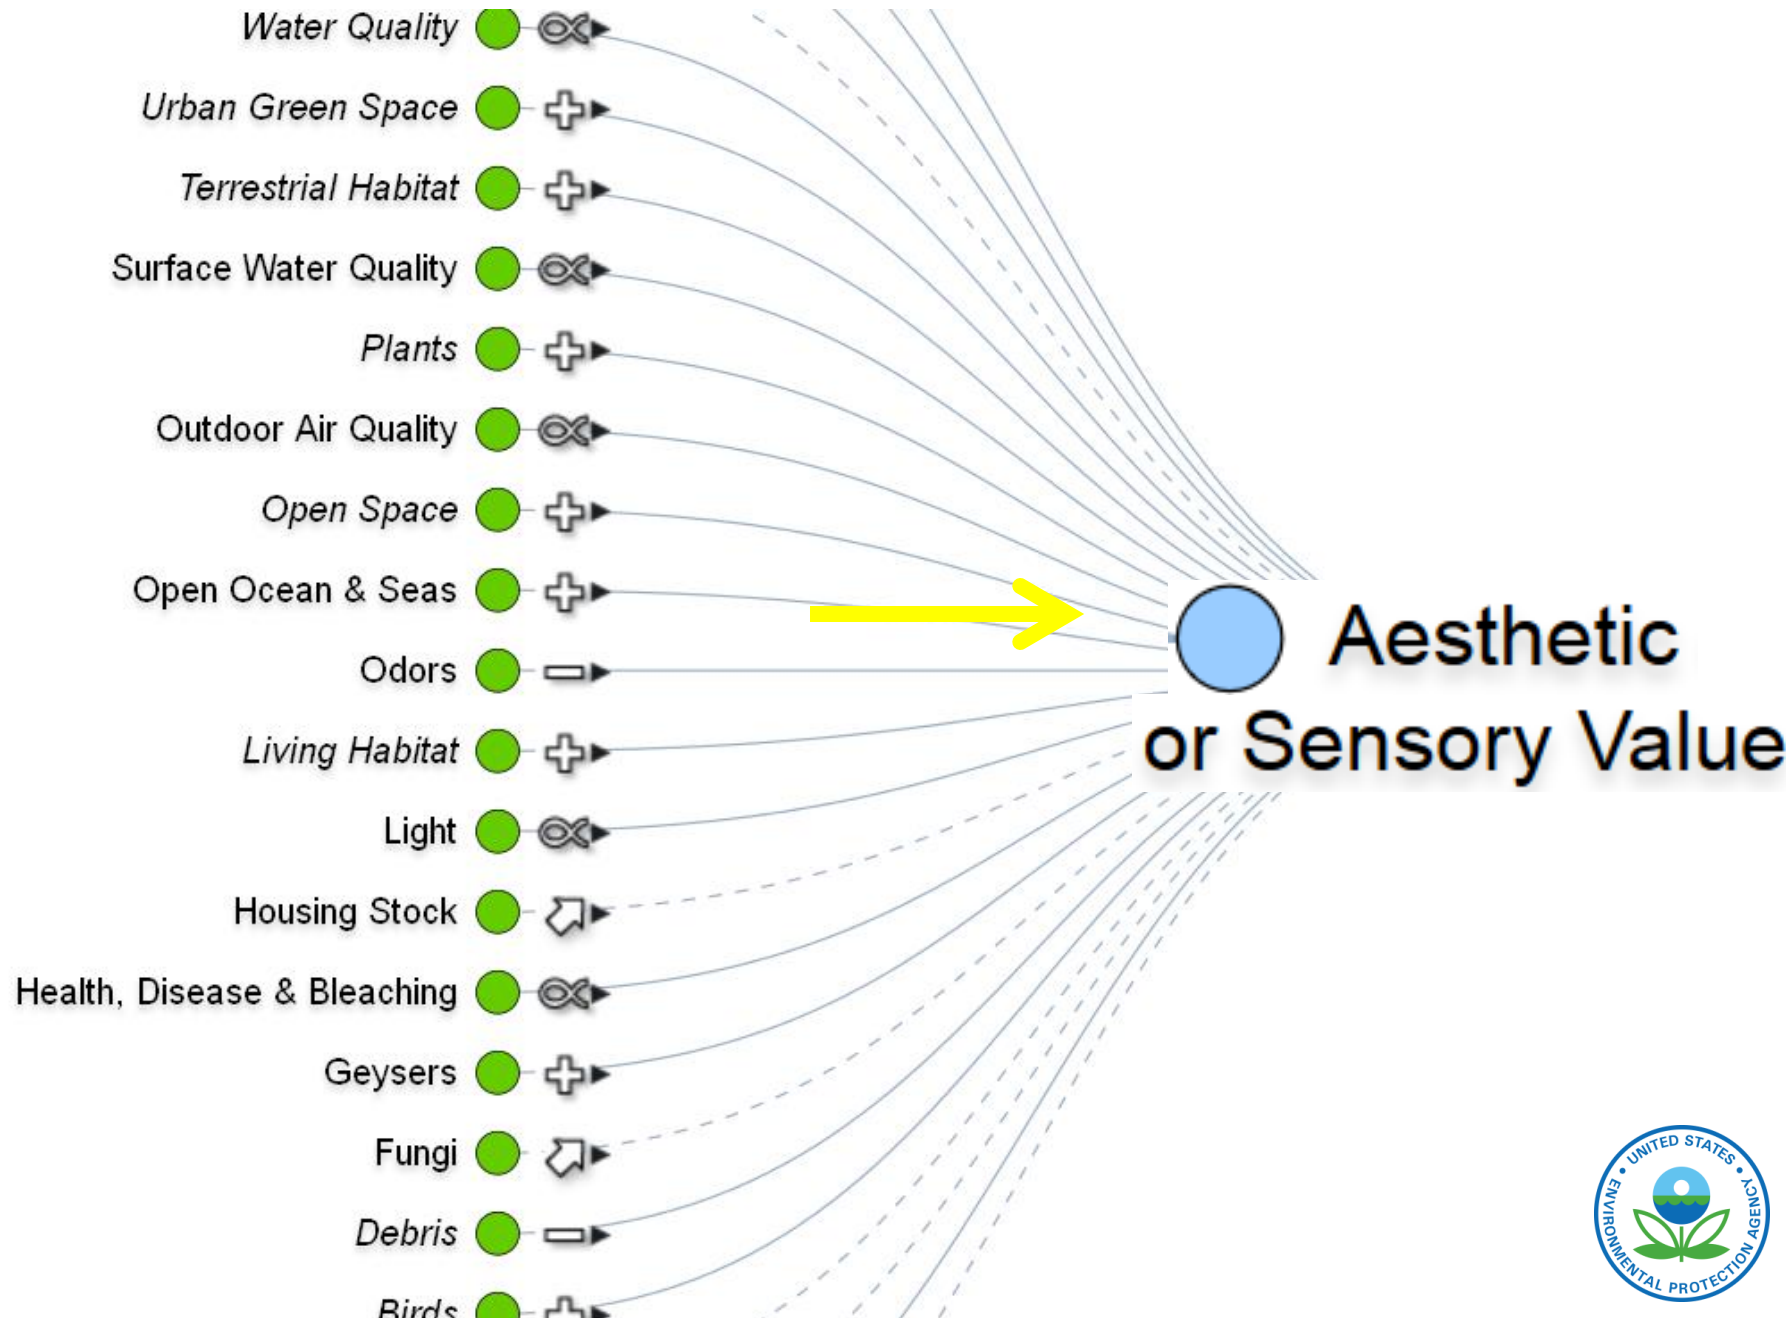 Water Quality
Urban Green Space
Terrestrial Habitat
Surface Water Quality
Plants
Outdoor Air Quality
Open Space
Open Ocean & Seas
Odors
Living Habitat
Light
Housing Stock
Health, Disease & Bleaching
Geysers
Fungi
Debris
Birds
Aesthetic
or Sensory Value
UNITED STATES
ENVIRONMENTAL PROTECTION AGENCY